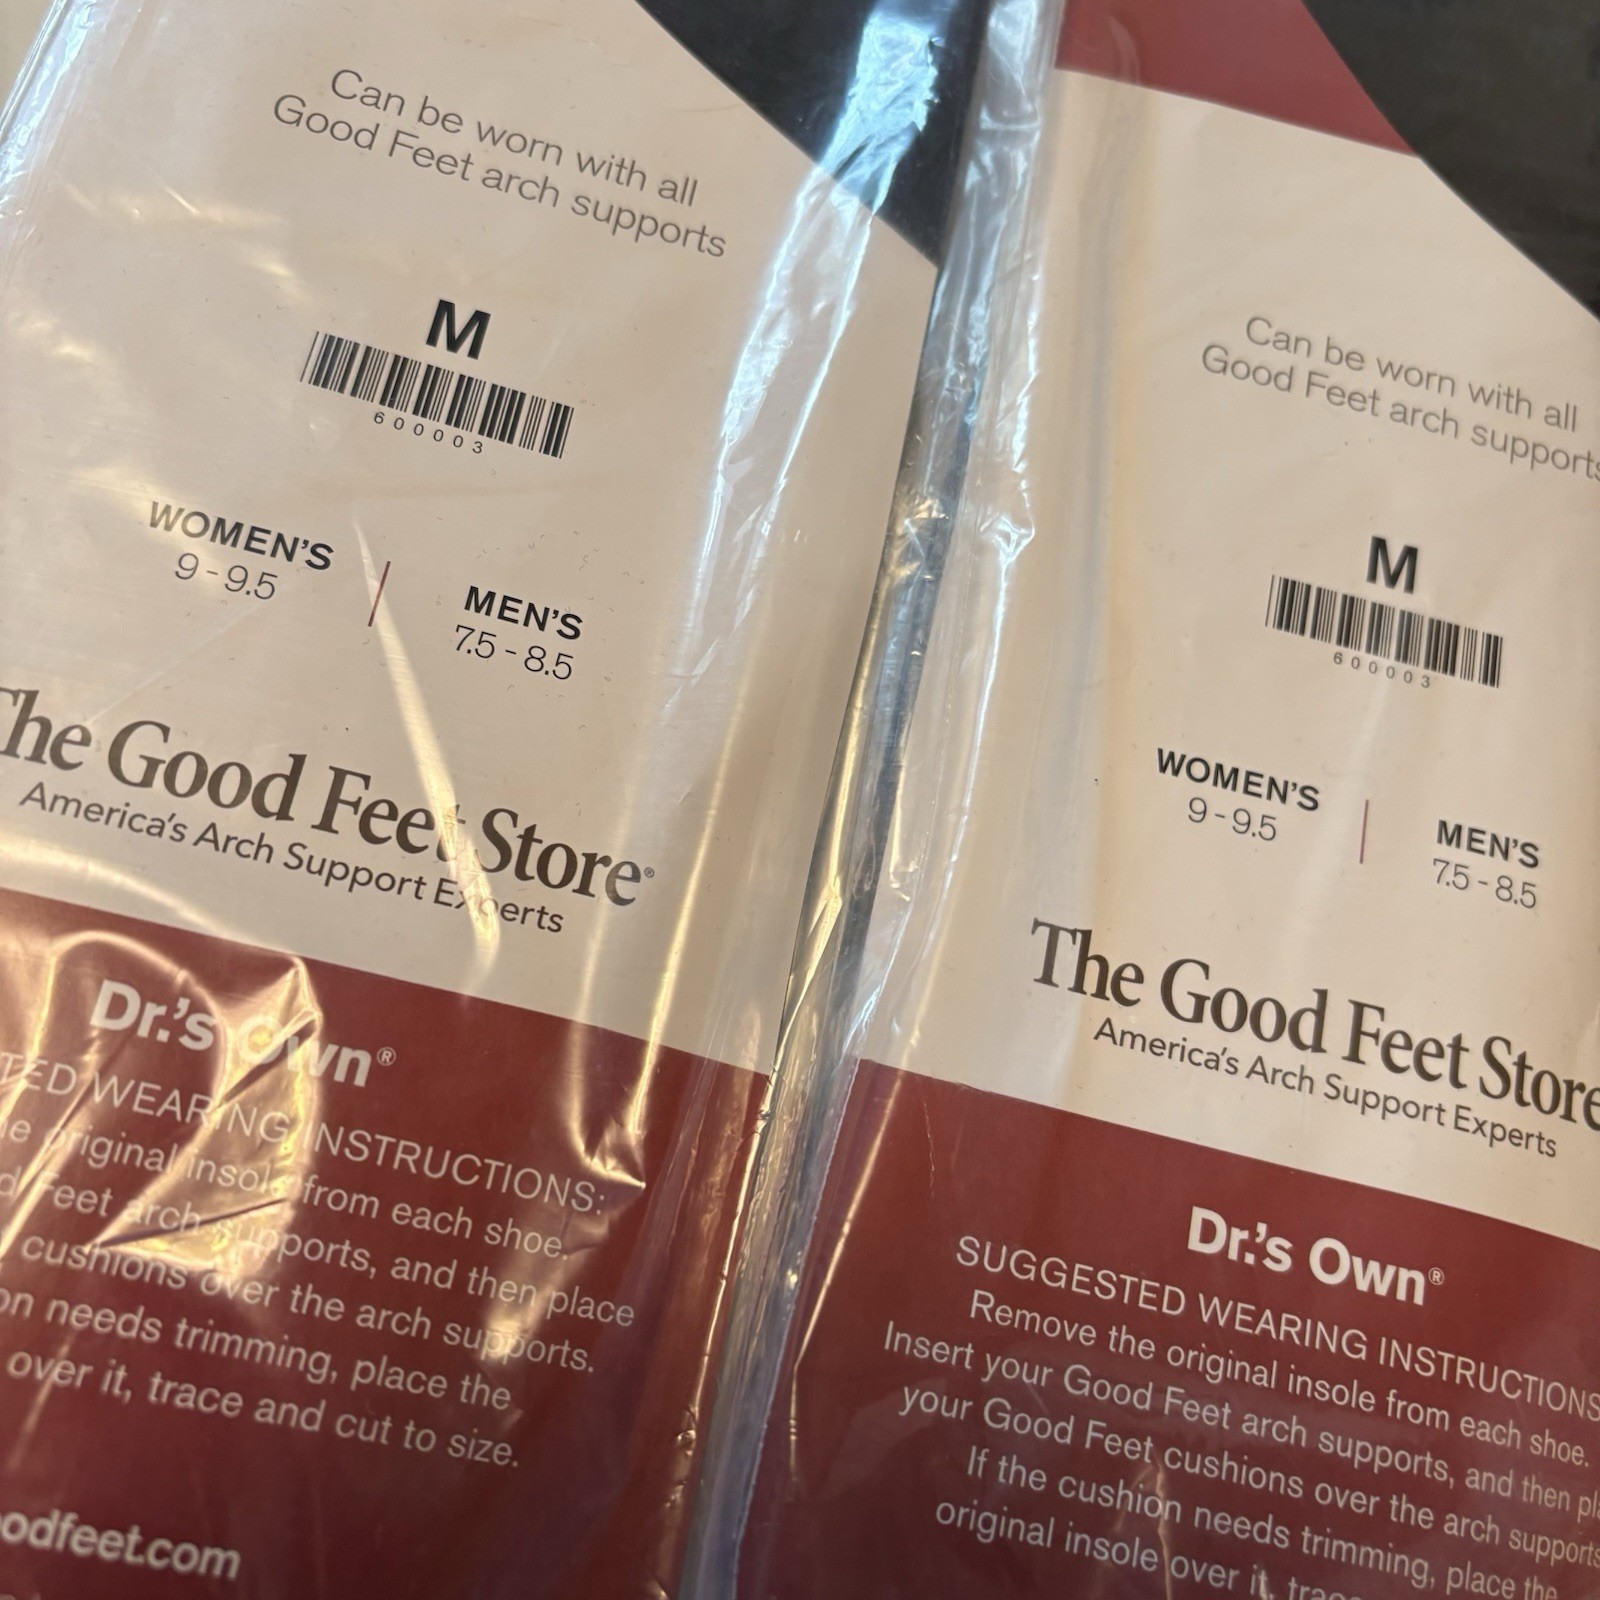 Can be worn with all
Good Feet arch supports
M
600003
WOMEN'S
9 - 9.5
MEN'S
7.5 - 8.5
The Good Feet Store®
America's Arch Support Experts
Dr.'s Own®
WEARING INSTRUCTIONS:
original insole from each shoe.
Feet arch supports, and then place
cushions over the arch supports.
needs trimming, place the
over it, trace and cut to size.
odfeet.com
Can be worn with all
Good Feet arch supports
M
600003
WOMEN'S
9 - 9.5
MEN'S
7.5 - 8.5
The Good Feet Store
America's Arch Support Experts
Dr.'s Own®
SUGGESTED WEARING INSTRUCTIONS
Remove the original insole from each shoe.
Insert your Good Feet arch supports, and then pl
your Good Feet cushions over the arch supports
If the cushion needs trimming, place the
original insole over it, trac